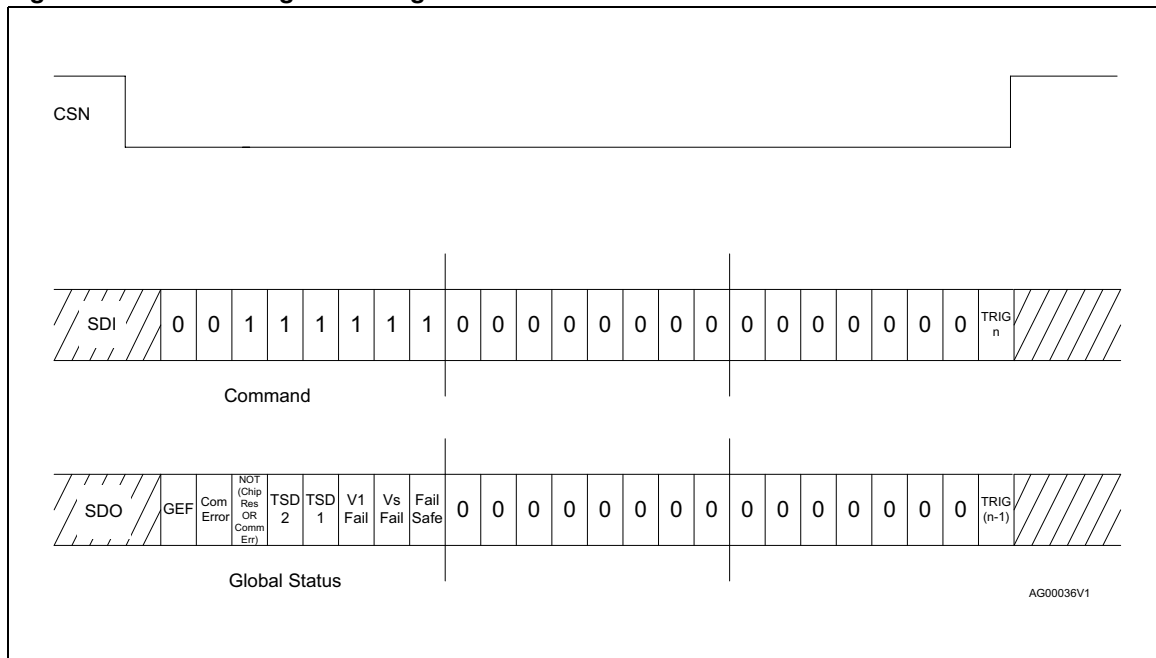 CSN
SDI 0 0 1 1 1 1 1 1 0 0 0 0 0 0 0 0 0 0 0 0 0 0 0 TRIG n
Command
SDO GEF Com Error NOT (Chip Res OR Comm Err) TSD 2 TSD 1 V1 Fail Vs Fail Fail Safe 0 0 0 0 0 0 0 0 0 0 0 0 0 0 0 TRIG (n-1)
Global Status
AG00036V1